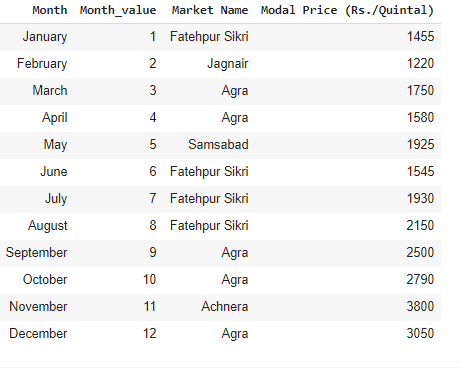 Month Month_value Market Name Modal Price (Rs./Quintal)
January 1 Fatehpur Sikri 1455
February 2 Jagnair 1220
March 3 Agra 1750
April 4 Agra 1580
May 5 Samsabad 1925
June 6 Fatehpur Sikri 1545
July 7 Fatehpur Sikri 1930
August 8 Fatehpur Sikri 2150
September 9 Agra 2500
October 10 Agra 2790
November 11 Achnera 3800
December 12 Agra 3050